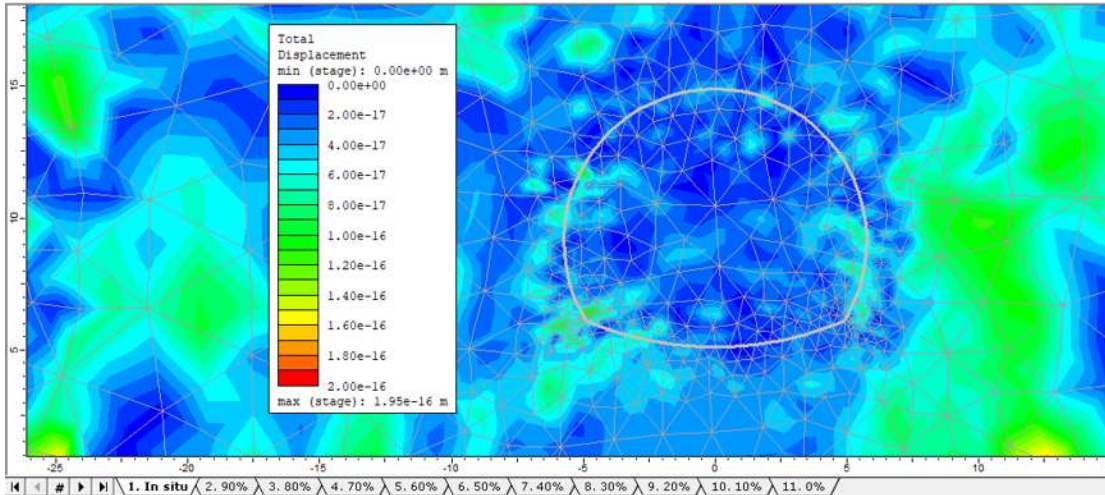 Total
Displacement
min (stage): 0.00e+00 m
0.00e+00
2.00e-17
4.00e-17
6.00e-17
8.00e-17
1.00e-16
1.20e-16
1.40e-16
1.60e-16
1.80e-16
2.00e-16
max (stage): 1.95e-16 m
15
10
5
-25 -20 -15 -10 -5 0 5 10
# 1. In situ 2.90% 3.80% 4.70% 5.60% 6.50% 7.40% 8.30% 9.20% 10.10% 11.0%